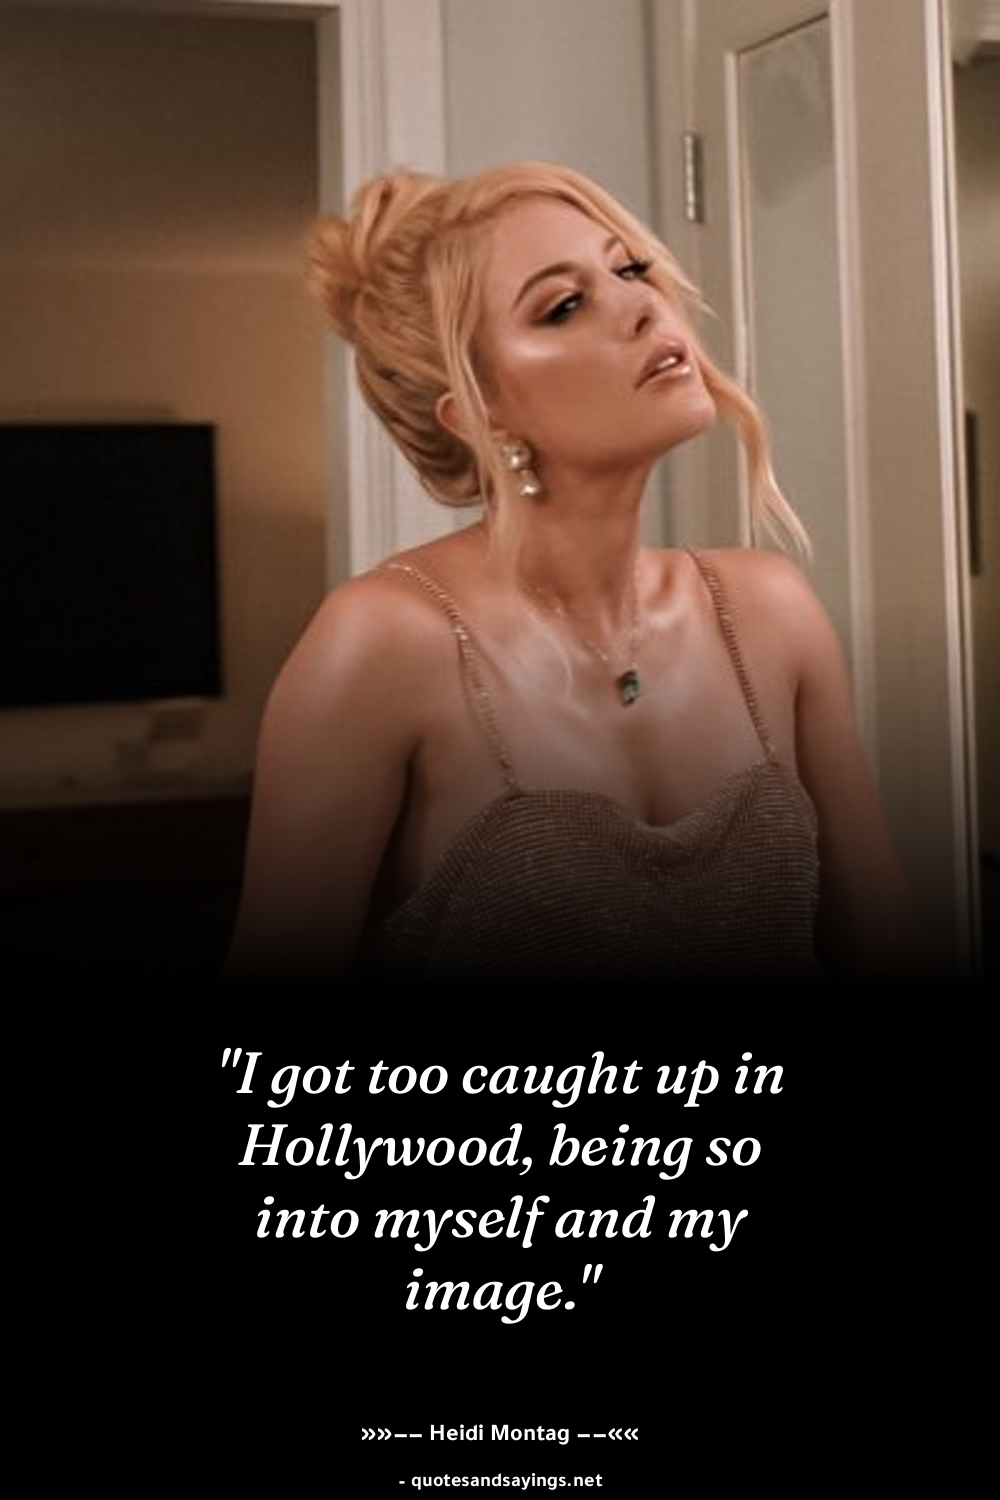 "I got too caught up in
Hollywood, being so
into myself and my
image."
»»–– Heidi Montag ––««
- quotesandsayings.net